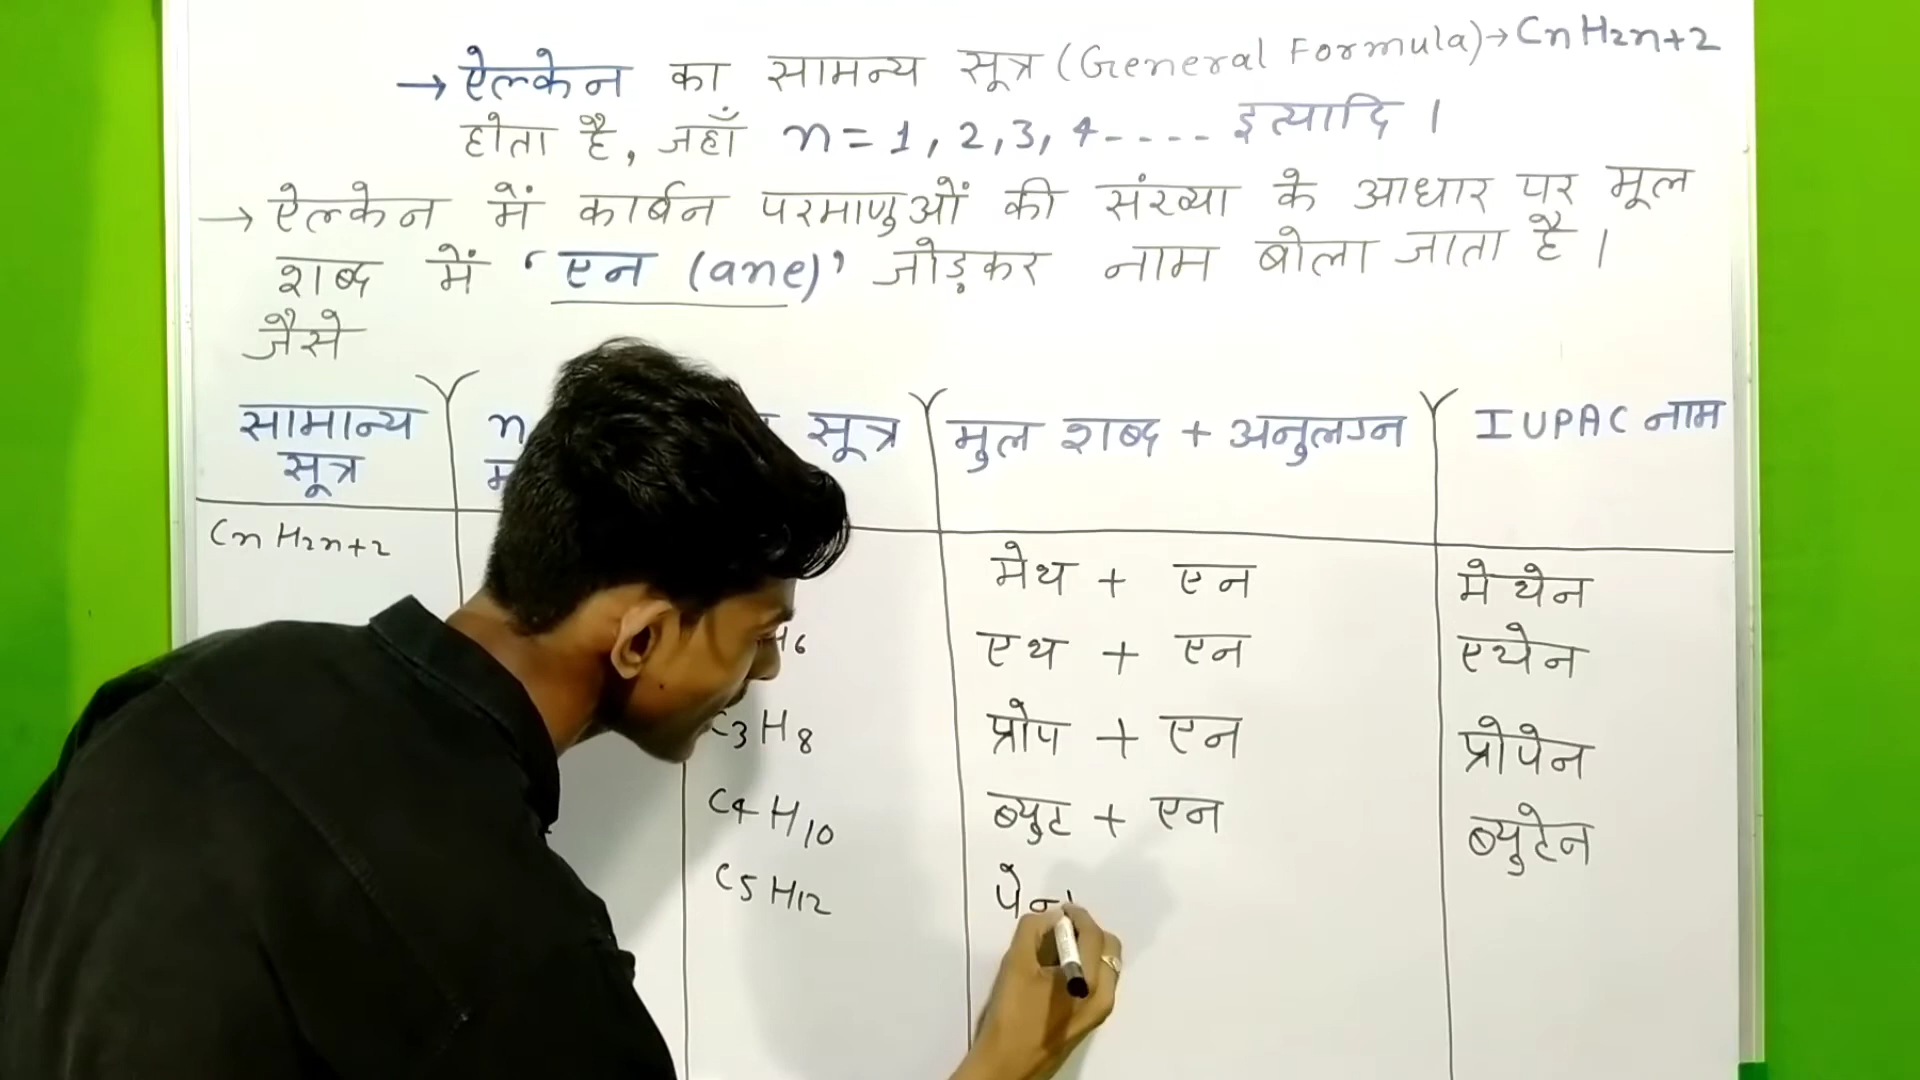 → ऐल्केन का सामन्य सूत्र (General Formula)→ CnH2n+2
होता है, जहाँ n = 1, 2, 3, 4 - - - - इत्यादि ।
→ ऐल्केन में कार्बन परमाणुओं की संख्या के आधार पर मूल
शब्द में ‘एन (ane)’ जोड़कर नाम बोला जाता है ।
जैसे
सामान्य सूत्र n सूत्र मुल शब्द + अनुलग्न IUPAC नाम
CnH2n+2 मेथ + एन मेथेन
H6 एथ + एन एथेन
C3H8 प्रोप + एन प्रोपेन
C4H10 ब्युट + एन ब्युटेन
C5H12 पेन